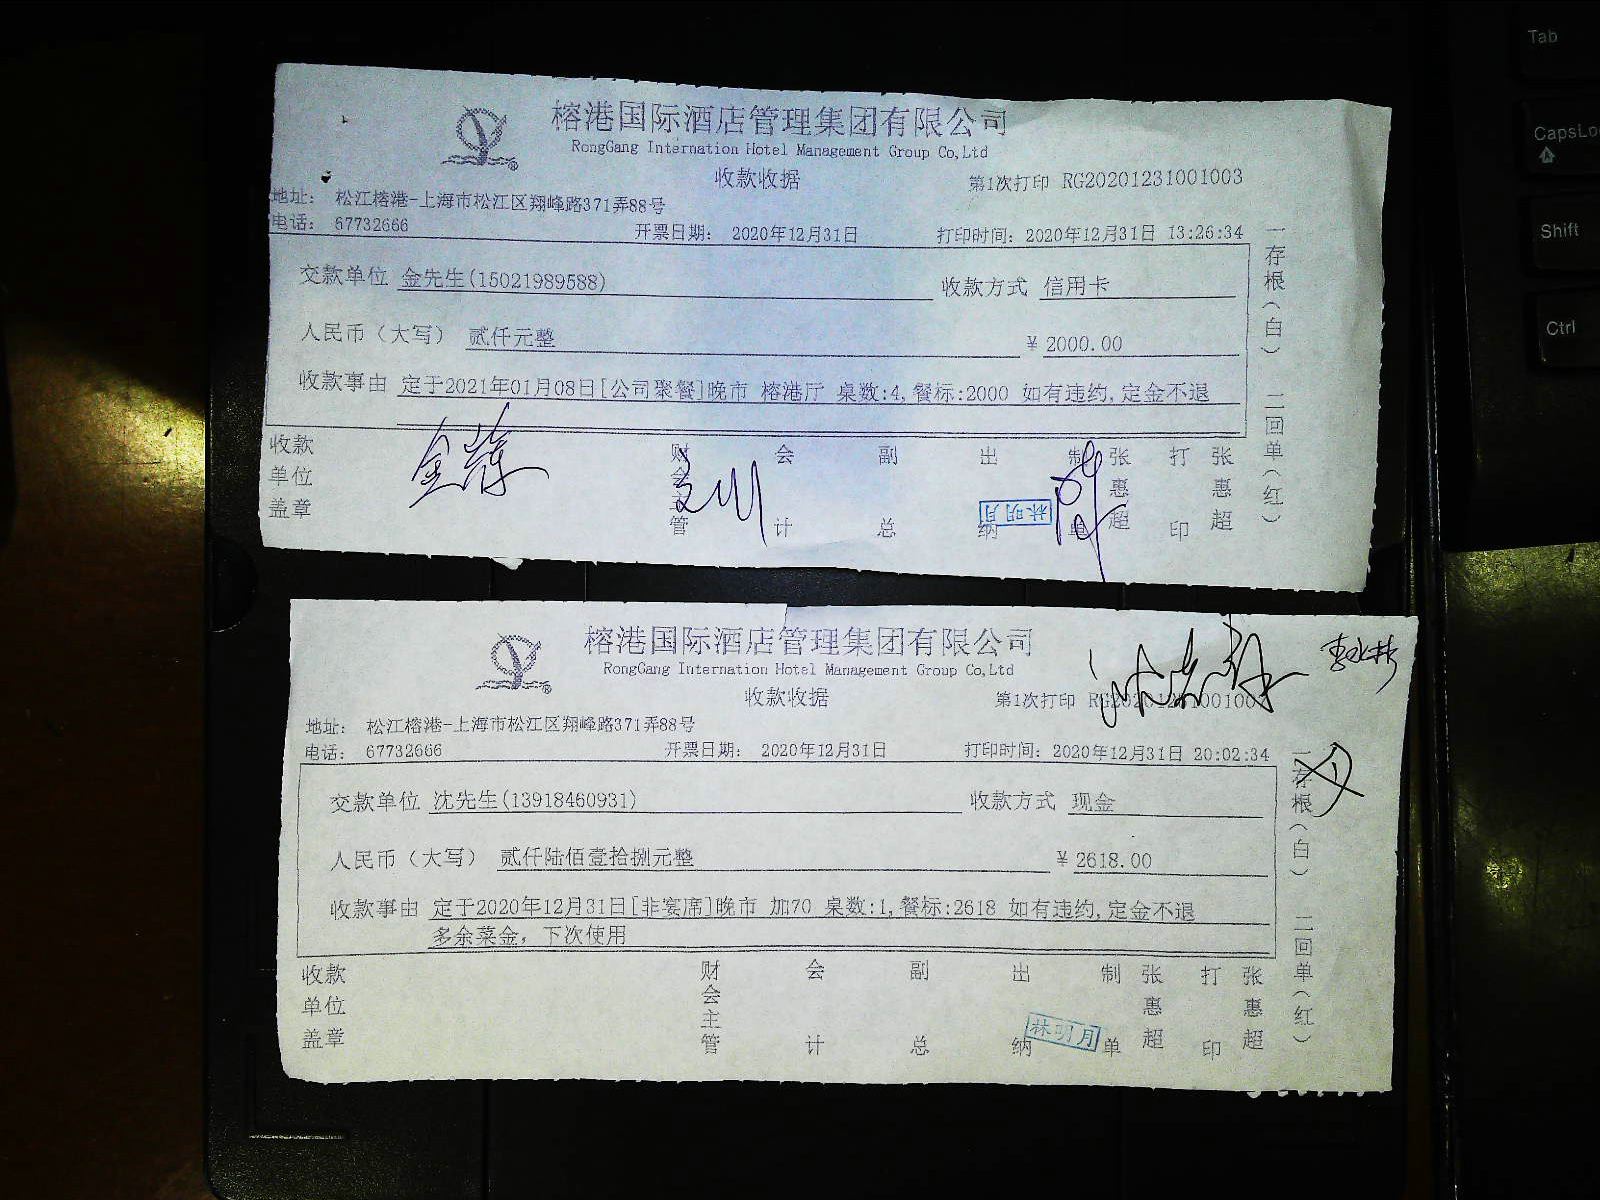 榕港国际酒店管理集团有限公司
RongGang Internation Hotel Management Group Co,Ltd
收款收据
第1次打印 RG20201231001003
地址: 松江榕港-上海市松江区翔峰路371弄88号
电话: 67732666 开票日期: 2020年12月31日 打印时间: 2020年12月31日 13:26:34
交款单位 金先生(15021989588) 收款方式 信用卡
人民币(大写) 贰仟元整 ¥ 2000.00
收款事由 定于2021年01月08日[公司聚餐]晚市 榕港厅 桌数:4,餐标:2000 如有违约,定金不退
收款单位盖章 财会主管 会计 副总 出纳 林明月 制单 张惠超 打印 张惠超
一存根(白) 二回单(红)
榕港国际酒店管理集团有限公司
RongGang Internation Hotel Management Group Co,Ltd
收款收据
第1次打印
地址: 松江榕港-上海市松江区翔峰路371弄88号
电话: 67732666 开票日期: 2020年12月31日 打印时间: 2020年12月31日 20:02:34
交款单位 沈先生(13918460931) 收款方式 现金
人民币(大写) 贰仟陆佰壹拾捌元整 ¥ 2618.00
收款事由 定于2020年12月31日[非宴席]晚市 加70 桌数:1,餐标:2618 如有违约,定金不退
多余菜金, 下次使用
收款单位盖章 财会主管 会计 副总 出纳 林明月 制单 张惠超 打印 张惠超
一存根(白) 二回单(红)
Tab
CapsLo
Shift
Ctrl